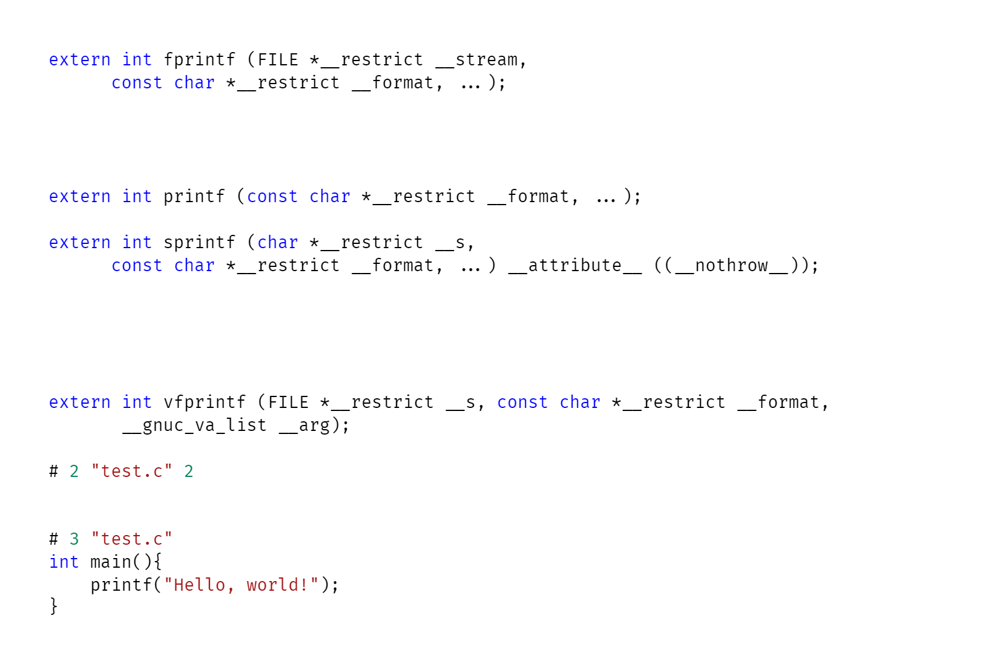 extern int fprintf (FILE *__restrict __stream,
      const char *__restrict __format, ...);
extern int printf (const char *__restrict __format, ...);
extern int sprintf (char *__restrict __s,
      const char *__restrict __format, ...) __attribute__ ((__nothrow__));
extern int vfprintf (FILE *__restrict __s, const char *__restrict __format,
       __gnuc_va_list __arg);
# 2 "test.c" 2
# 3 "test.c"
int main(){
    printf("Hello, world!");
}